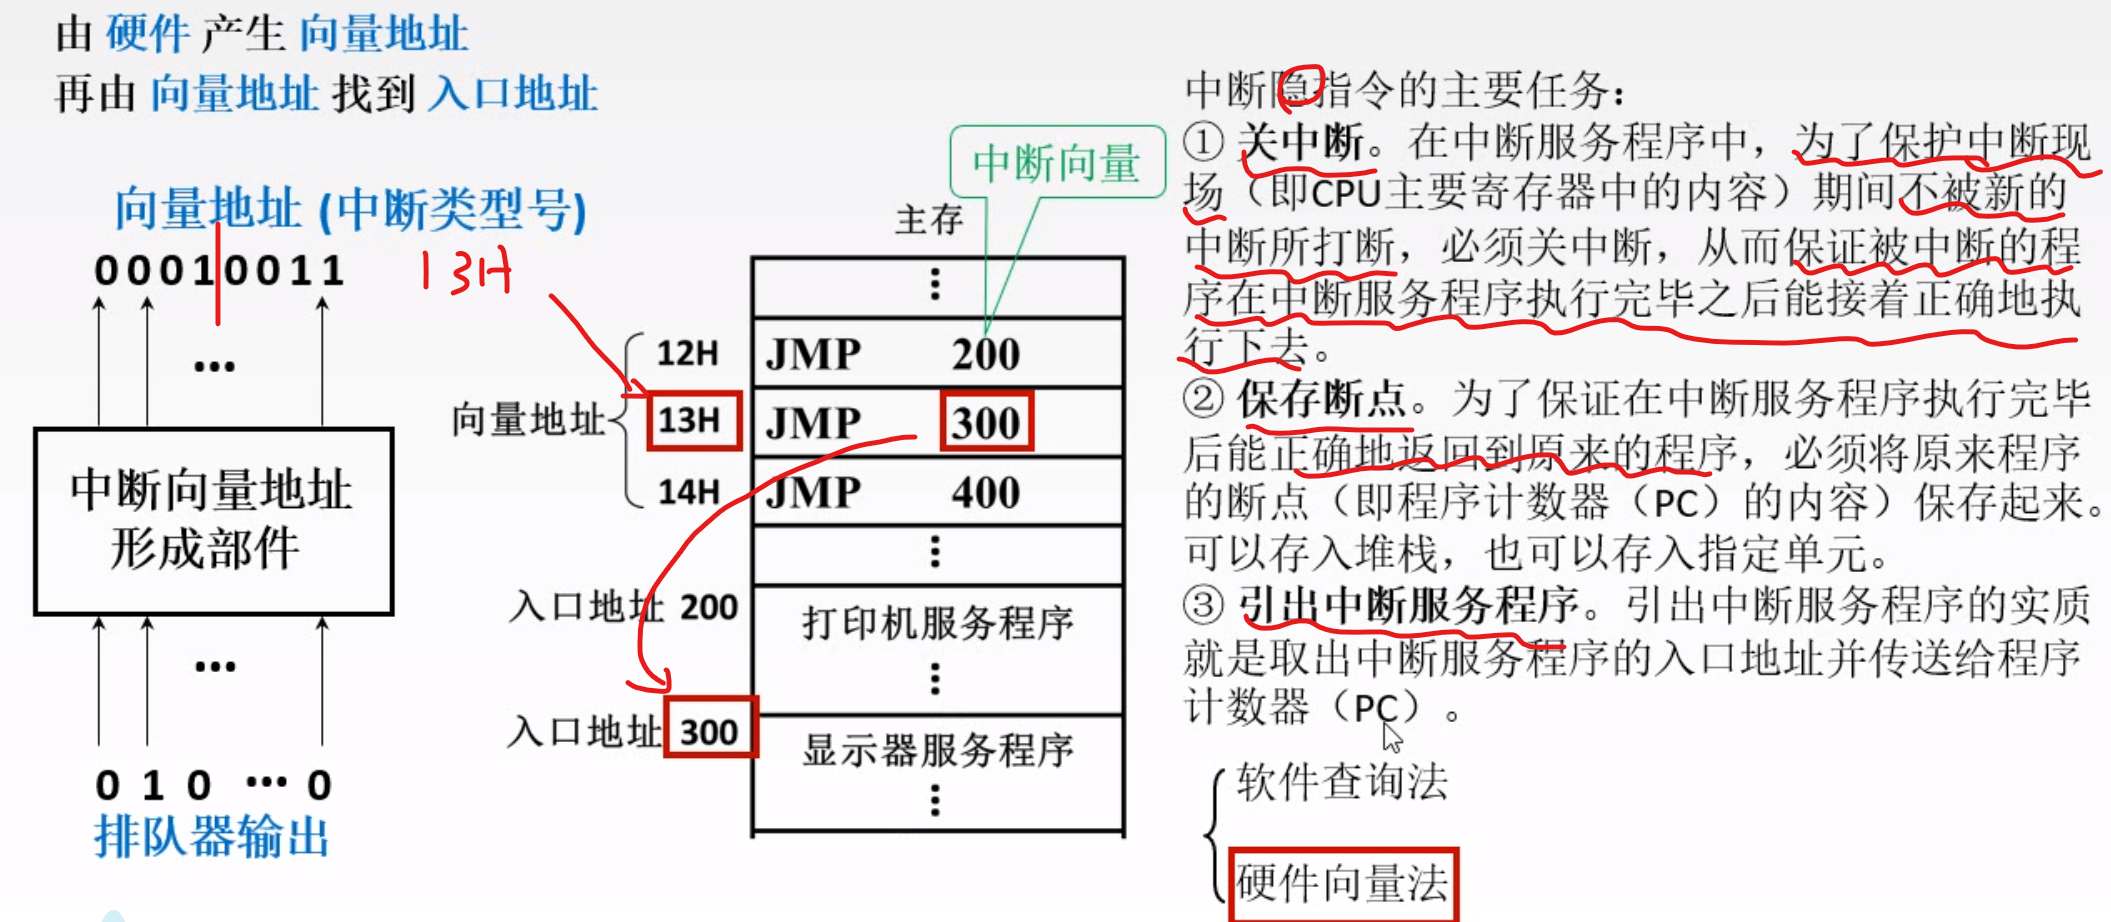 由 硬件 产生 向量地址
再由 向量地址 找到 入口地址
向量地址 (中断类型号)
00010011
13H
...
中断向量地址
形成部件
...
0 1 0 ... 0
排队器输出
中断向量
主存
⋮
12H JMP 200
向量地址 13H JMP 300
14H JMP 400
⋮
入口地址 200 打印机服务程序
⋮
入口地址 300 显示器服务程序
⋮
中断隐指令的主要任务：
① 关中断。在中断服务程序中，为了保护中断现
场（即CPU主要寄存器中的内容）期间不被新的
中断所打断，必须关中断，从而保证被中断的程
序在中断服务程序执行完毕之后能接着正确地执
行下去。
② 保存断点。为了保证在中断服务程序执行完毕
后能正确地返回到原来的程序，必须将原来程序
的断点（即程序计数器（PC）的内容）保存起来。
可以存入堆栈，也可以存入指定单元。
③ 引出中断服务程序。引出中断服务程序的实质
就是取出中断服务程序的入口地址并传送给程序
计数器（PC）。
软件查询法
硬件向量法